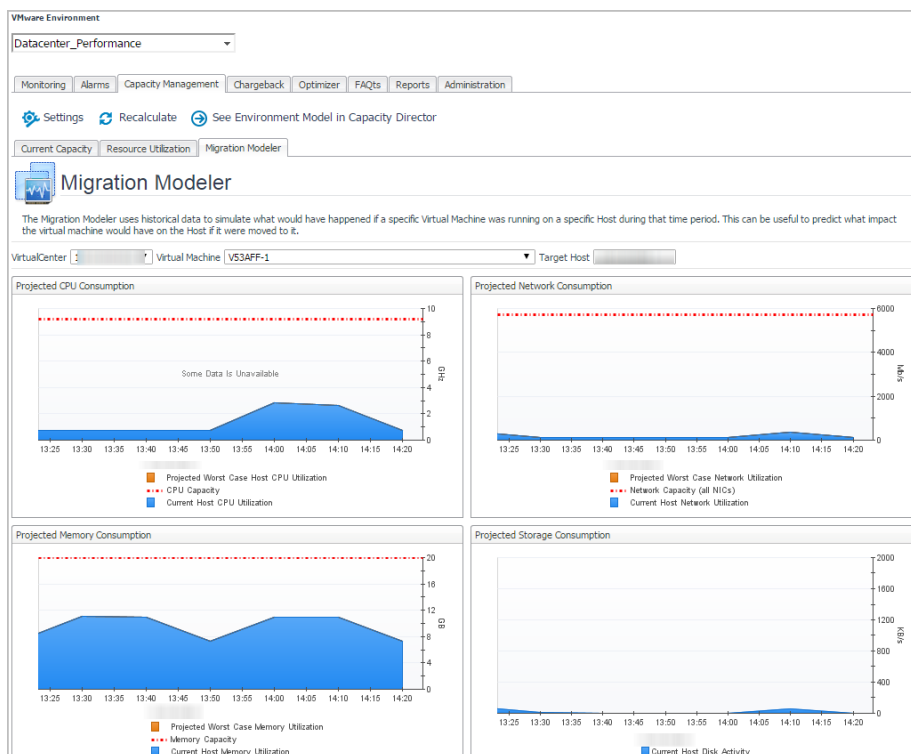 VMware Environment
Datacenter_Performance
Monitoring Alarms Capacity Management Chargeback Optimizer FAQts Reports Administration
Settings Recalculate See Environment Model in Capacity Director
Current Capacity Resource Utilization Migration Modeler
Migration Modeler
The Migration Modeler uses historical data to simulate what would have happened if a specific Virtual Machine was running on a specific Host during that time period. This can be useful to predict what impact
the virtual machine would have on the Host if it were moved to it.
VirtualCenter Virtual Machine VS3AFF-1 Target Host
Projected CPU Consumption
10
8
6
4
2
0
GHz
Some Data Is Unavailable
13:25 13:30 13:35 13:40 13:45 13:50 13:55 14:00 14:05 14:10 14:15 14:20
Projected Worst Case Host CPU Utilization
CPU Capacity
Current Host CPU Utilization
Projected Network Consumption
6000
4000
2000
0
Mb/s
13:25 13:30 13:35 13:40 13:45 13:50 13:55 14:00 14:05 14:10 14:15 14:20
Projected Worst Case Network Utilization
Network Capacity (all NICs)
Current Host Network Utilization
Projected Memory Consumption
20
16
12
8
4
0
GB
13:25 13:30 13:35 13:40 13:45 13:50 13:55 14:00 14:05 14:10 14:15 14:20
Projected Worst Case Memory Utilization
Memory Capacity
Current Host Memory Utilization
Projected Storage Consumption
2000
1600
1200
800
400
0
KB/s
13:25 13:30 13:35 13:40 13:45 13:50 13:55 14:00 14:05 14:10 14:15 14:20
Current Host Disk Activity